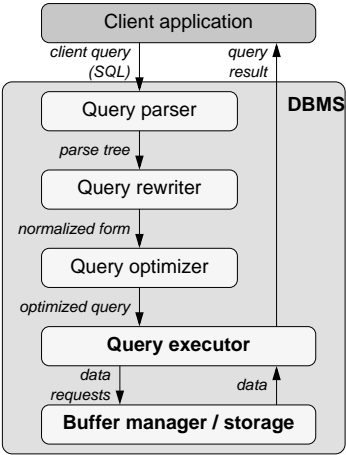 Client application
client query
(SQL)
query
result
DBMS
Query parser
parse tree
Query rewriter
normalized form
Query optimizer
optimized query
Query executor
data
requests
data
Buffer manager / storage